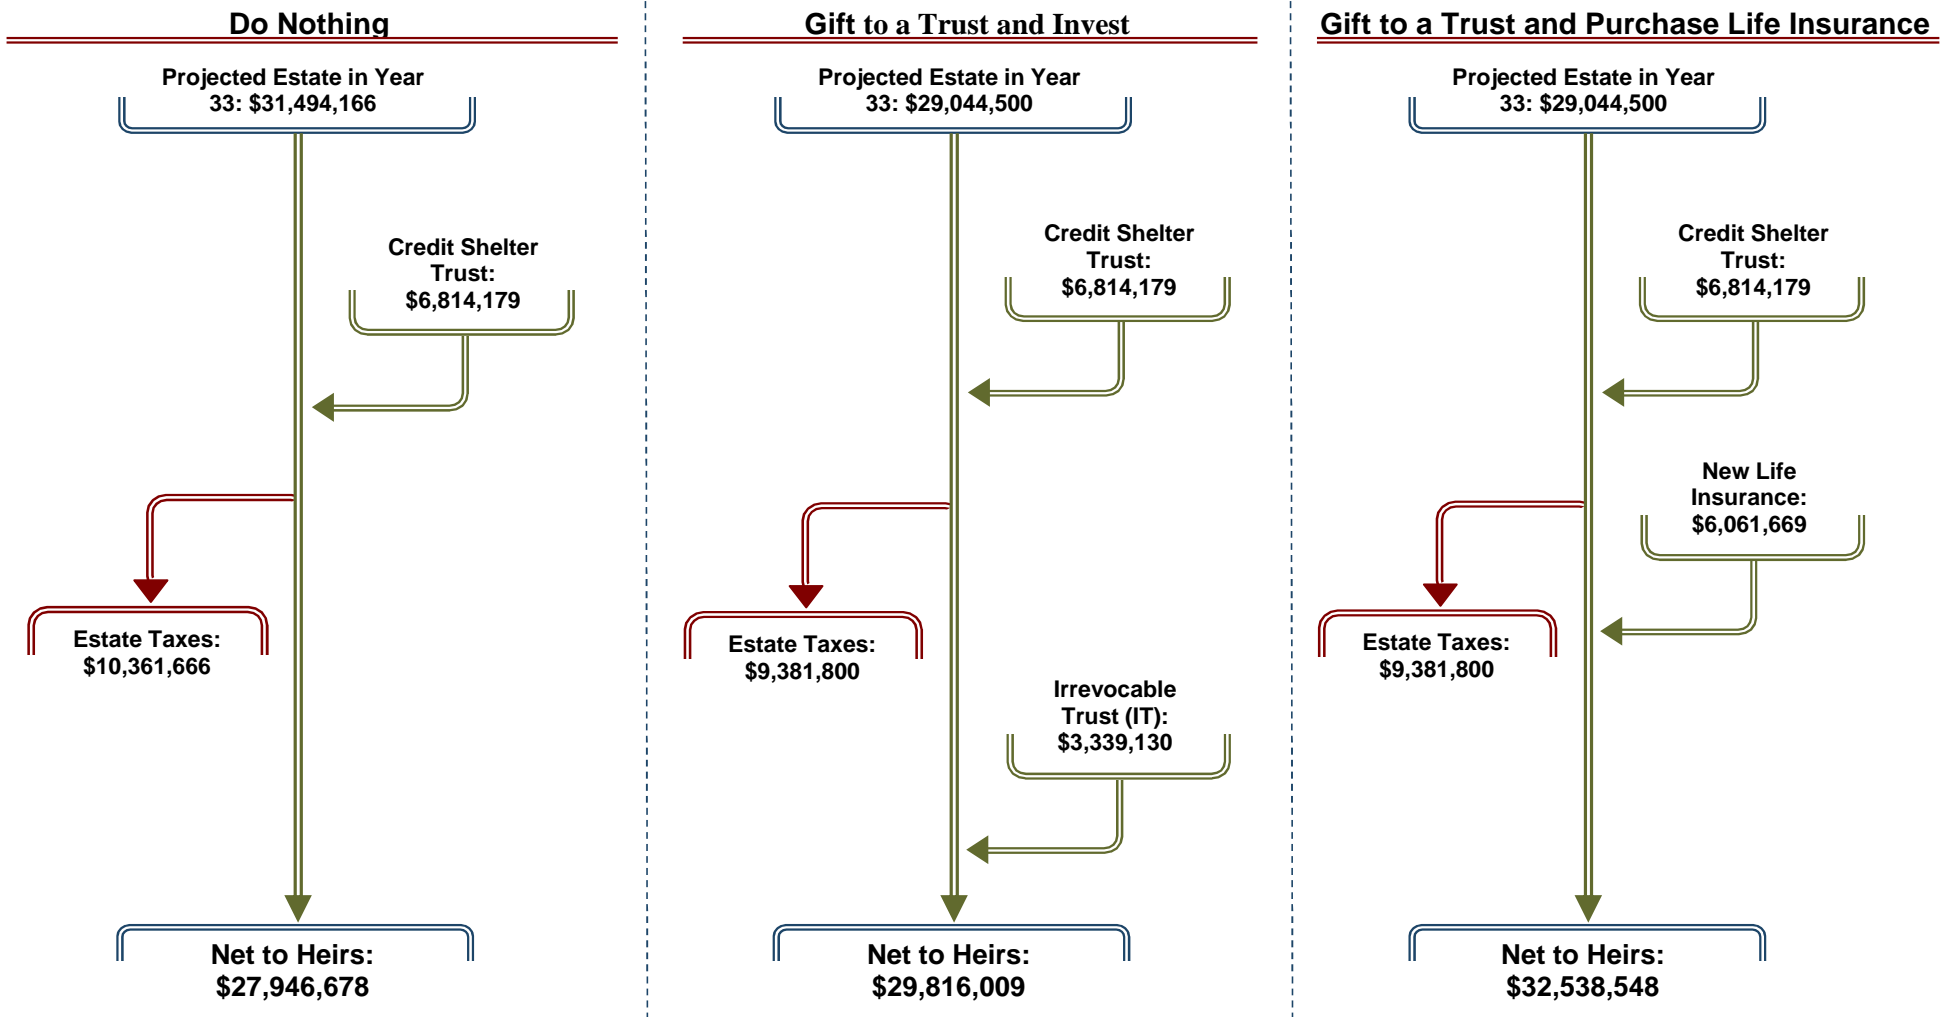 Do Nothing
Projected Estate in Year
33: $31,494,166
Credit Shelter
Trust:
$6,814,179
Estate Taxes:
$10,361,666
Net to Heirs:
$27,946,678
Gift to a Trust and Invest
Projected Estate in Year
33: $29,044,500
Credit Shelter
Trust:
$6,814,179
Estate Taxes:
$9,381,800
Irrevocable
Trust (IT):
$3,339,130
Net to Heirs:
$29,816,009
Gift to a Trust and Purchase Life Insurance
Projected Estate in Year
33: $29,044,500
Credit Shelter
Trust:
$6,814,179
New Life
Insurance:
$6,061,669
Estate Taxes:
$9,381,800
Net to Heirs:
$32,538,548